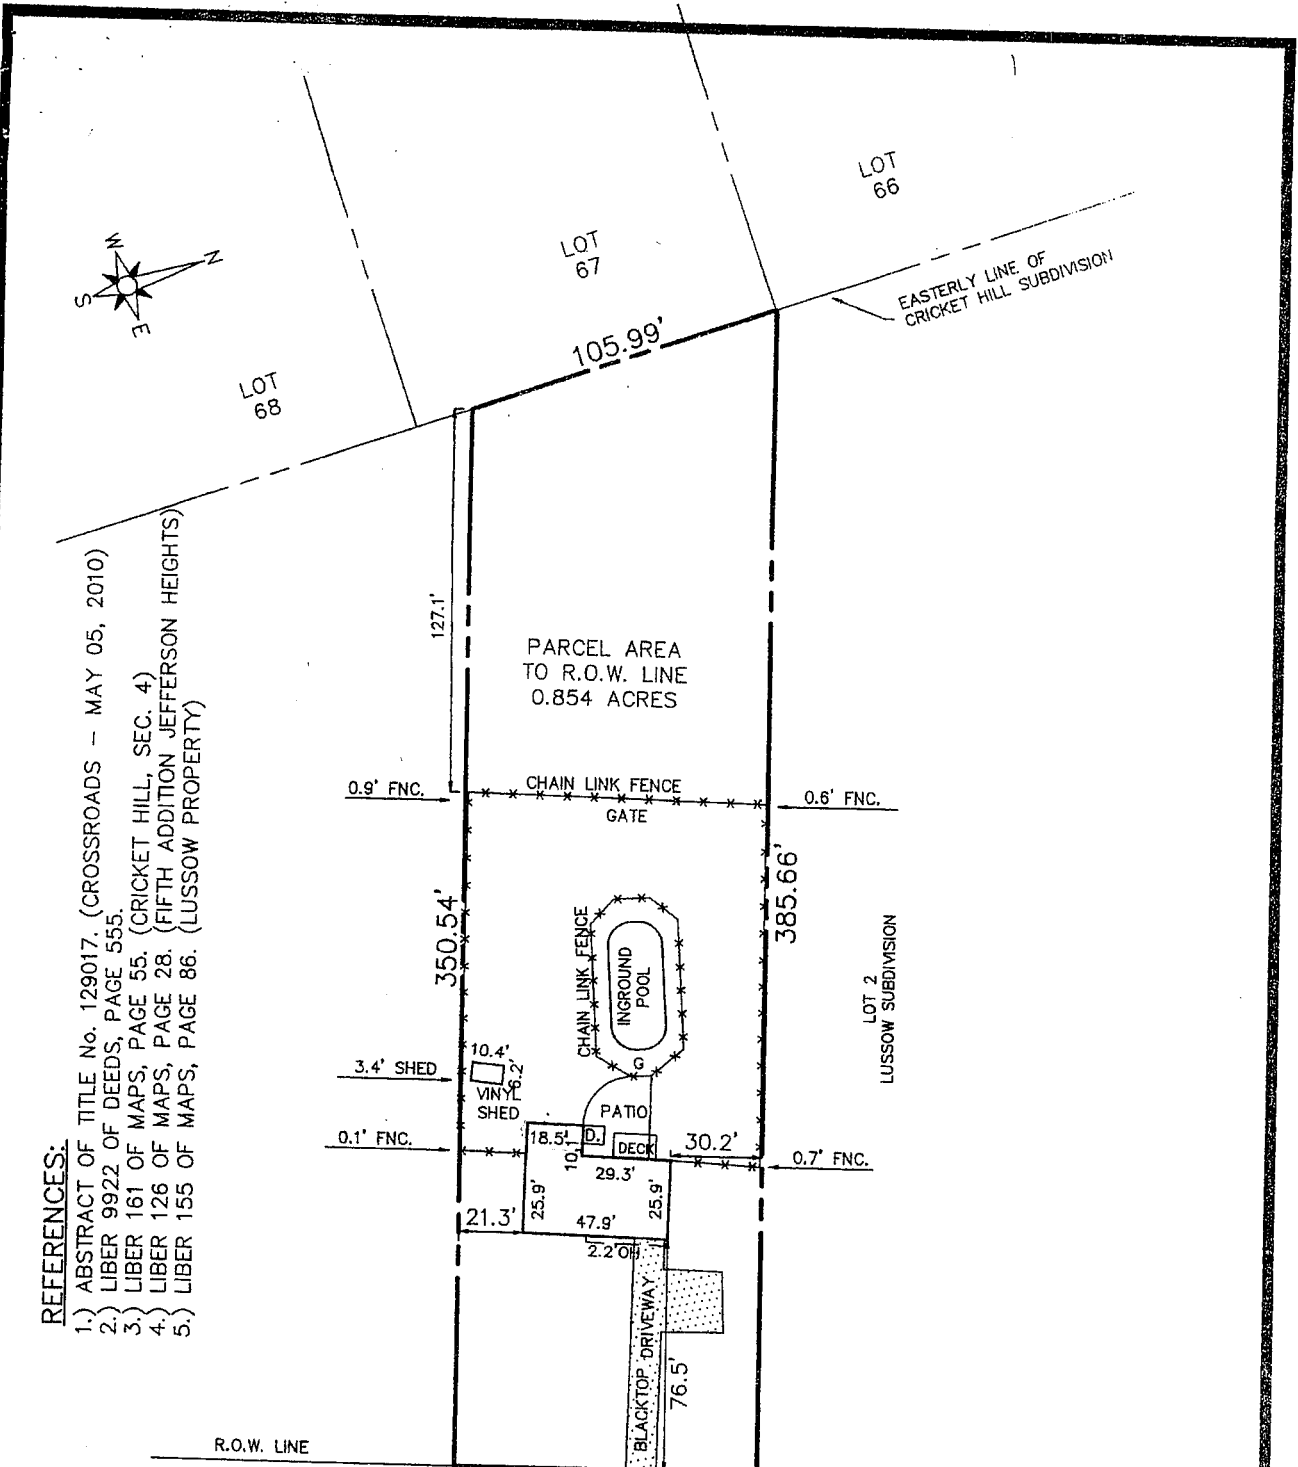 LOT
66
LOT
67
LOT
68
W
N
S
E
EASTERLY LINE OF
CRICKET HILL SUBDIVISION
105.99'
127.1'
PARCEL AREA
TO R.O.W. LINE
0.854 ACRES
0.9' FNC.
CHAIN LINK FENCE
GATE
0.6' FNC.
350.54'
385.66'
CHAIN LINK FENCE
INGROUND
POOL
LOT 2
LUSSOW SUBDIVISION
G
3.4' SHED
10.4'
6.2'
VINYL
SHED
PATIO
0.1' FNC.
18.5'
D.
10.1'
DECK
30.2'
0.7' FNC.
29.3'
25.9'
25.9'
21.3'
47.9'
2.2'OH
BLACKTOP DRIVEWAY
76.5'
R.O.W. LINE
REFERENCES:
1.) ABSTRACT OF TITLE No. 129017. (CROSSROADS – MAY 05, 2010)
2.) LIBER 9922 OF DEEDS, PAGE 555.
3.) LIBER 161 OF MAPS, PAGE 55. (CRICKET HILL, SEC. 4)
4.) LIBER 126 OF MAPS, PAGE 28. (FIFTH ADDITION JEFFERSON HEIGHTS)
5.) LIBER 155 OF MAPS, PAGE 86. (LUSSOW PROPERTY)